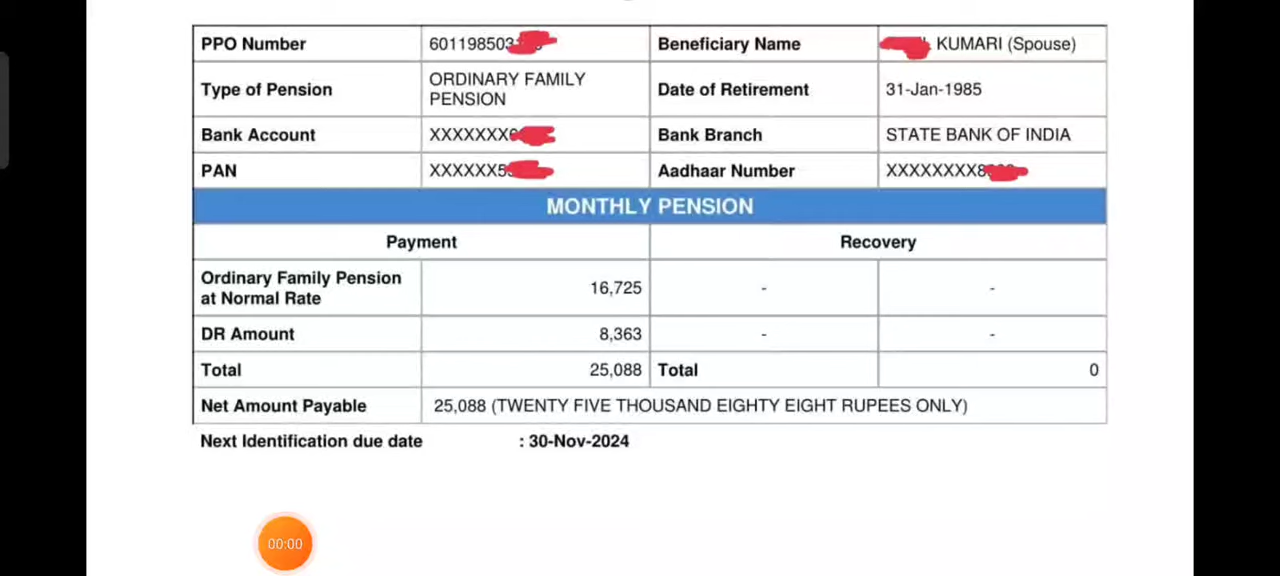 PPO Number 601198503 Beneficiary Name KUMARI (Spouse)
Type of Pension ORDINARY FAMILY PENSION Date of Retirement 31-Jan-1985
Bank Account XXXXXXX Bank Branch STATE BANK OF INDIA
PAN XXXXXX5 Aadhaar Number XXXXXXXX8
MONTHLY PENSION
Payment Recovery
Ordinary Family Pension at Normal Rate 16,725 - -
DR Amount 8,363 - -
Total 25,088 Total 0
Net Amount Payable 25,088 (TWENTY FIVE THOUSAND EIGHTY EIGHT RUPEES ONLY)
Next Identification due date : 30-Nov-2024
00:00